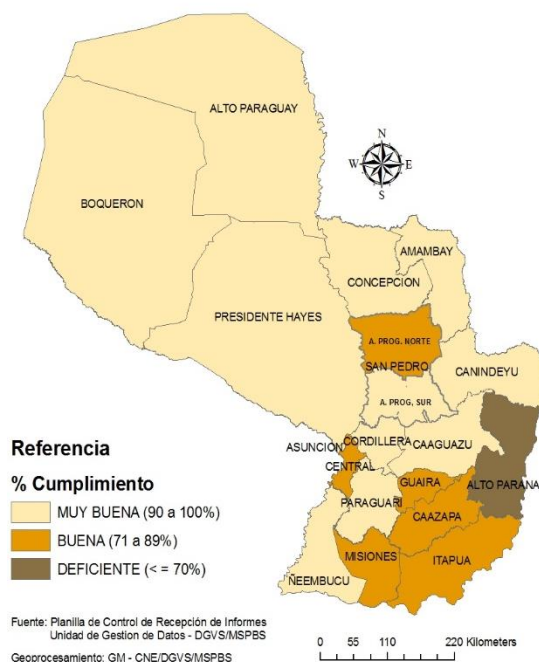 ALTO PARAGUAY
N
W E
S
BOQUERON
AMAMBAY
CONCEPCION
PRESIDENTE HAYES
A. PROG. NORTE
SAN PEDRO
CANINDEYU
A. PROG. SUR
Referencia
ASUNCION
CORDILLERA
CAAGUAZU
% Cumplimiento
CENTRAL
GUAIRA
ALTO PARANA
MUY BUENA (90 a 100%)
PARAGUARI
CAAZAPA
BUENA (71 a 89%)
MISIONES
ITAPUA
DEFICIENTE (< = 70%)
ÑEEMBUCU
Fuente: Planilla de Control de Recepción de Informes
Unidad de Gestion de Datos - DGVS/MSPBS
0 55 110 220 Kilometers
Geoprocesamiento: GM - CNE/DGVS/MSPBS